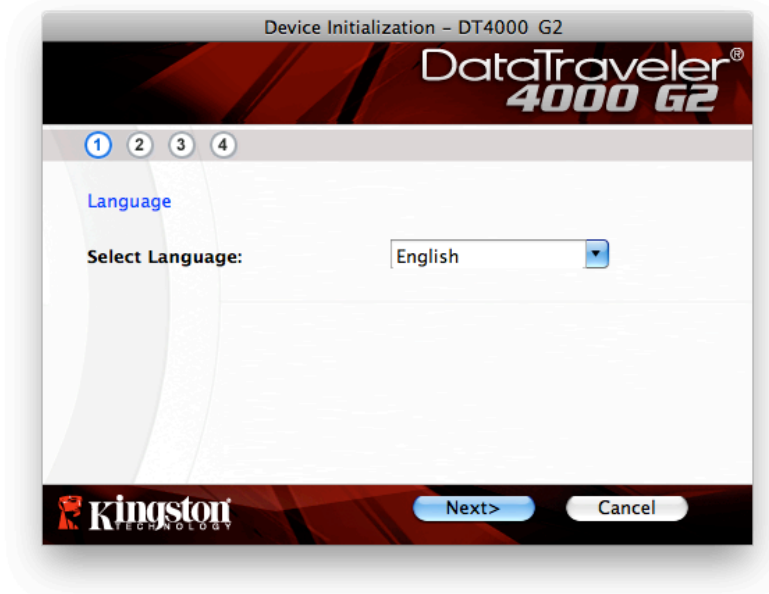 Device Initialization - DT4000 G2
DataTraveler®
4000 G2
1 2 3 4
Language
Select Language: English
Kingston Next> Cancel
TECHNOLOGY